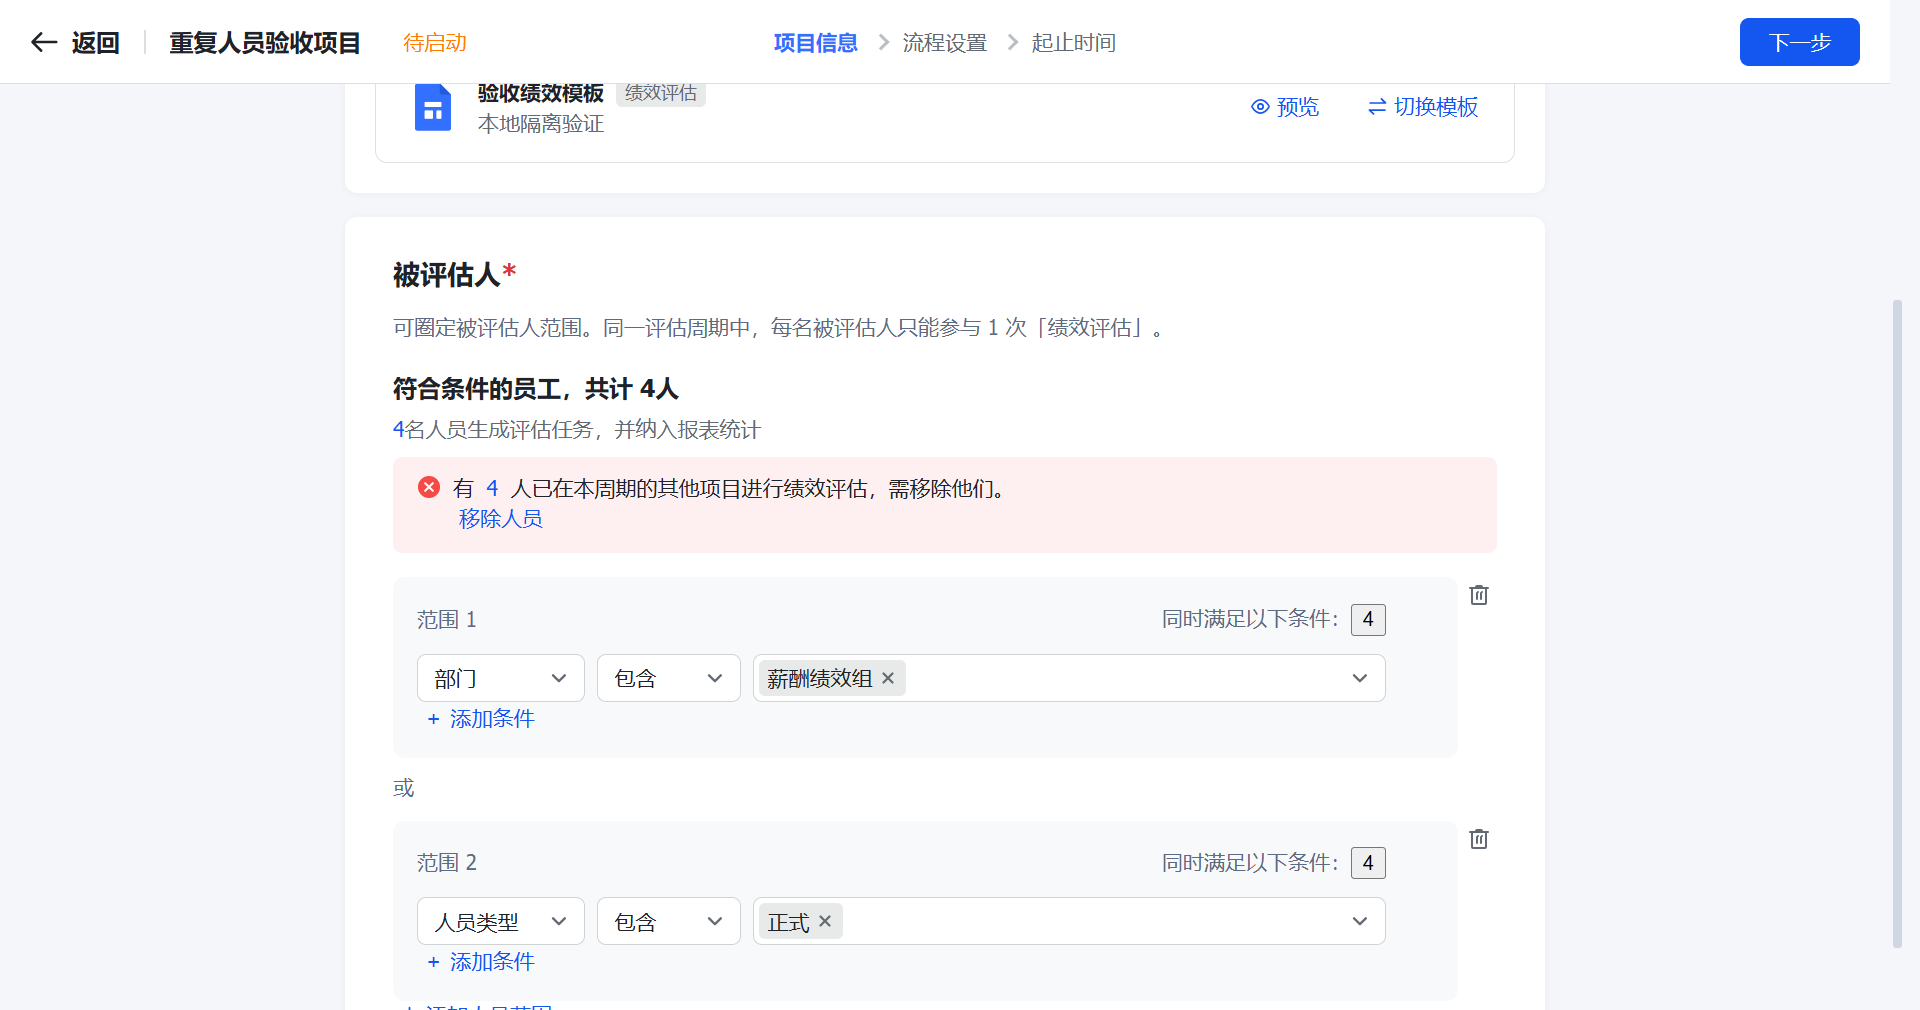 返回
重复人员验收项目
待启动
项目信息
流程设置
起止时间
下一步
验收绩效模板
绩效评估
本地隔离验证
预览
切换模板
被评估人*
可圈定被评估人范围。同一评估周期中，每名被评估人只能参与 1 次「绩效评估」。
符合条件的员工，共计 4人
4名人员生成评估任务，并纳入报表统计
有 4 人已在本周期的其他项目进行绩效评估，需移除他们。
移除人员
范围 1
同时满足以下条件： 4
部门
包含
薪酬绩效组
+ 添加条件
或
范围 2
同时满足以下条件： 4
人员类型
包含
正式
+ 添加条件
+ 添加人员范围